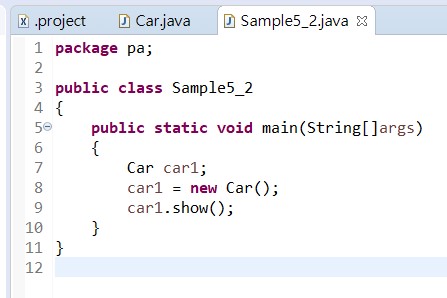 .project Car.java Sample5_2.java
1 package pa;
2
3 public class Sample5_2
4 {
5 public static void main(String[]args)
6 {
7 Car car1;
8 car1 = new Car();
9 car1.show();
10 }
11 }
12